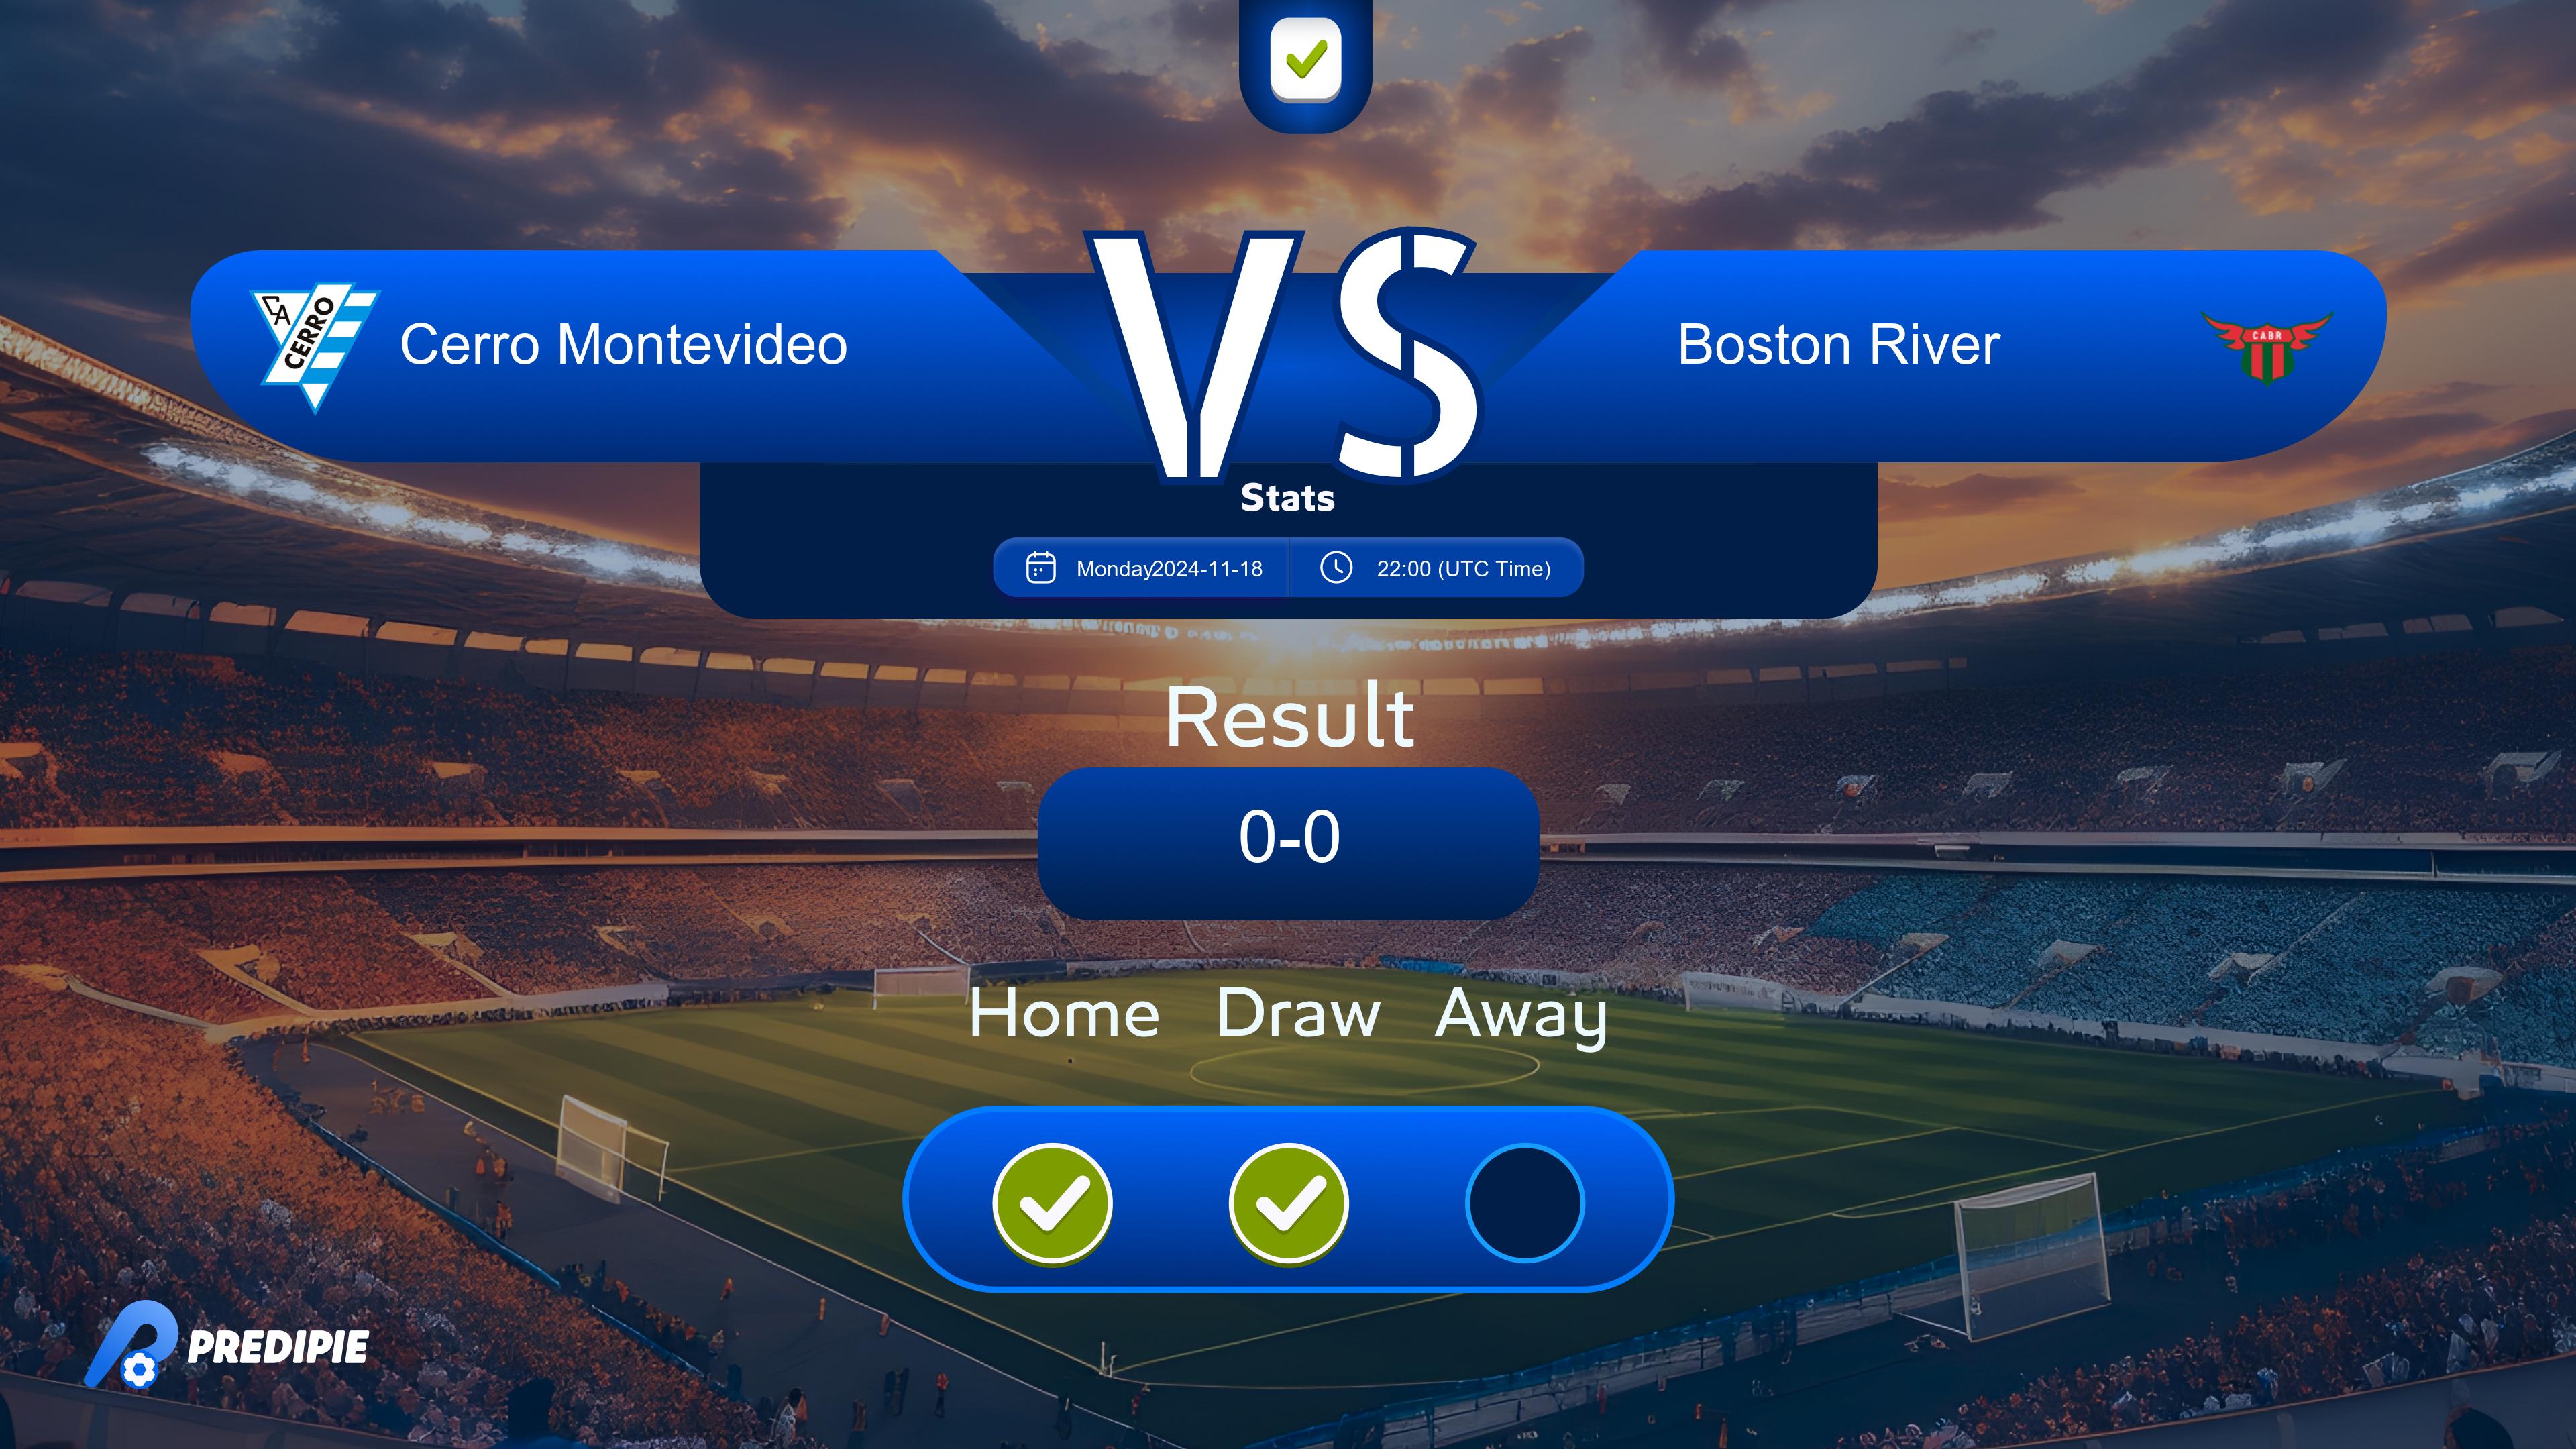 VS
CA
CERRO
Cerro Montevideo
Boston River
CABR
Stats
Monday2024-11-18
22:00 (UTC Time)
Result
0-0
Home Draw Away
PREDIPIE